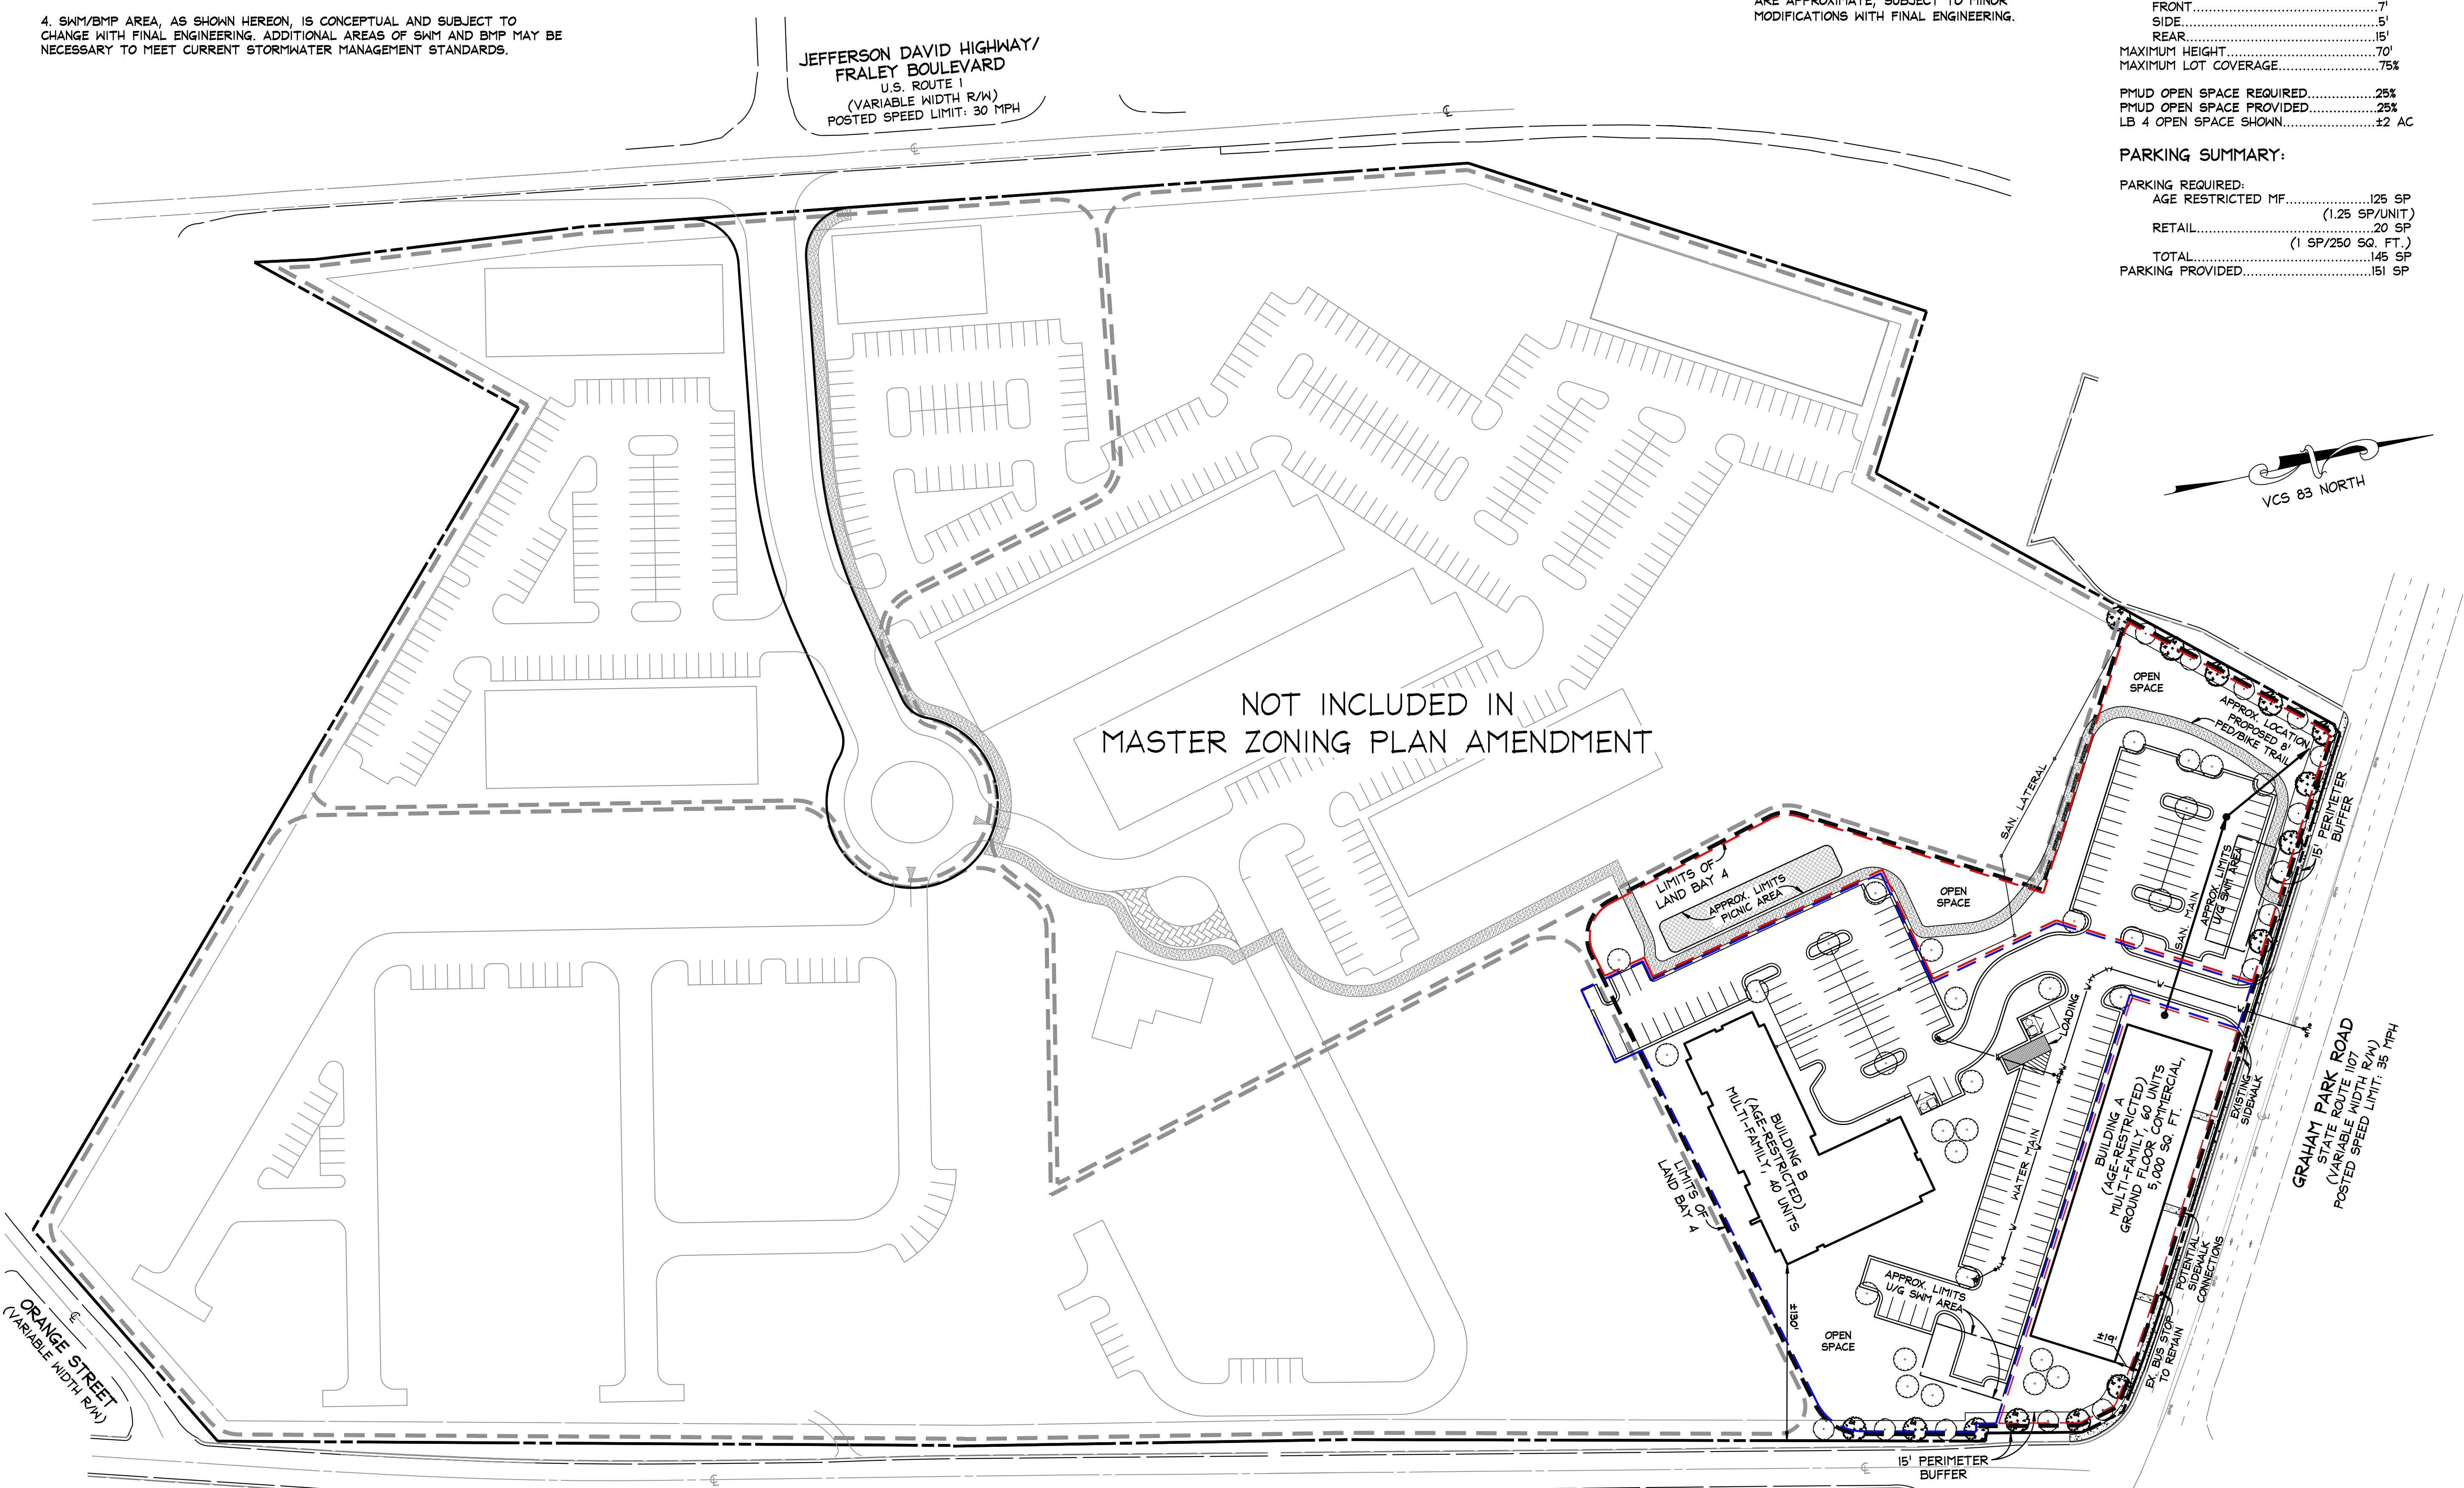 4. SWM/BMP AREA, AS SHOWN HEREON, IS CONCEPTUAL AND SUBJECT TO
CHANGE WITH FINAL ENGINEERING. ADDITIONAL AREAS OF SWM AND BMP MAY BE
NECESSARY TO MEET CURRENT STORMWATER MANAGEMENT STANDARDS.
JEFFERSON DAVID HIGHWAY/
FRALEY BOULEVARD
U.S. ROUTE 1
(VARIABLE WIDTH R/W)
POSTED SPEED LIMIT: 30 MPH
ARE APPROXIMATE, SUBJECT TO MINOR
MODIFICATIONS WITH FINAL ENGINEERING.
FRONT..............................................7'
SIDE................................................5'
REAR...............................................15'
MAXIMUM HEIGHT.....................................70'
MAXIMUM LOT COVERAGE.........................75%
PMUD OPEN SPACE REQUIRED.................25%
PMUD OPEN SPACE PROVIDED.................25%
LB 4 OPEN SPACE SHOWN.......................±2 AC
PARKING SUMMARY:
PARKING REQUIRED:
AGE RESTRICTED MF.....................125 SP
(1.25 SP/UNIT)
RETAIL............................................20 SP
(1 SP/250 SQ. FT.)
TOTAL............................................145 SP
PARKING PROVIDED................................151 SP
VCS 83 NORTH
NOT INCLUDED IN
MASTER ZONING PLAN AMENDMENT
OPEN
SPACE
APPROX. LOCATION
PROPOSED 8'
PED/BIKE TRAIL
15' PERIMETER
BUFFER
SAN. LATERAL
SAN. MAIN
APPROX. LIMITS
U/G SWM AREA
LIMITS OF
LAND BAY 4
APPROX. LIMITS
PICNIC AREA
OPEN
SPACE
LOADING
WATER MAIN
W
W
W
W
W
EXISTING
SIDEWALK
GRAHAM PARK ROAD
STATE ROUTE 1107
(VARIABLE WIDTH R/W)
POSTED SPEED LIMIT: 35 MPH
BUILDING A
(AGE-RESTRICTED)
MULTI-FAMILY, 60 UNITS
GROUND FLOOR COMMERCIAL,
5,000 SQ. FT.
BUILDING B
(AGE-RESTRICTED)
MULTI-FAMILY, 40 UNITS
LIMITS OF
LAND BAY 4
POTENTIAL
SIDEWALK
CONNECTIONS
APPROX. LIMITS
U/G SWM AREA
±130'
±19'
OPEN
SPACE
EX. BUS STOP
TO REMAIN
15' PERIMETER
BUFFER
ORANGE STREET
(VARIABLE WIDTH R/W)